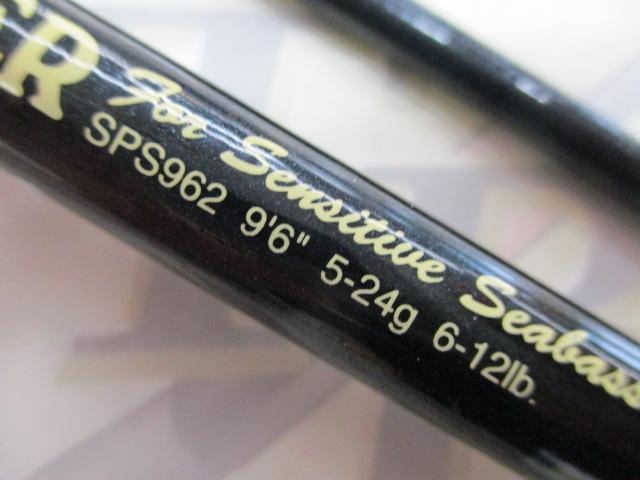 ER for Sensitive Seabass
SPS962 9'6" 5-24g 6-12lb.